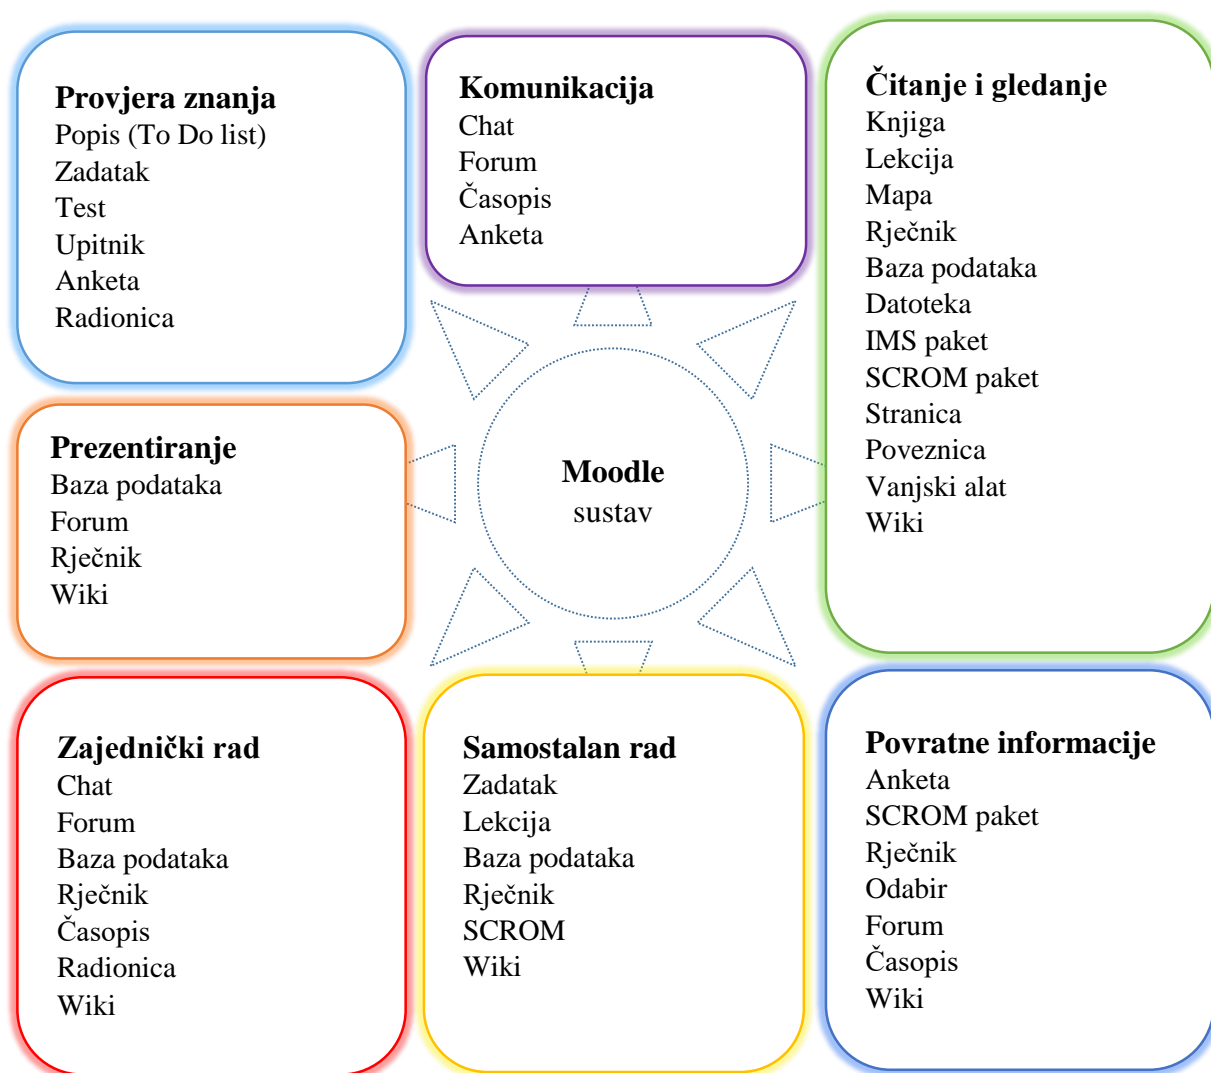 Provjera znanja
Popis (To Do list)
Zadatak
Test
Upitnik
Anketa
Radionica
Komunikacija
Chat
Forum
Časopis
Anketa
Čitanje i gledanje
Knjiga
Lekcija
Mapa
Rječnik
Baza podataka
Datoteka
IMS paket
SCROM paket
Stranica
Poveznica
Vanjski alat
Wiki
Prezentiranje
Baza podataka
Forum
Rječnik
Wiki
Moodle
sustav
Zajednički rad
Chat
Forum
Baza podataka
Rječnik
Časopis
Radionica
Wiki
Samostalan rad
Zadatak
Lekcija
Baza podataka
Rječnik
SCROM
Wiki
Povratne informacije
Anketa
SCROM paket
Rječnik
Odabir
Forum
Časopis
Wiki